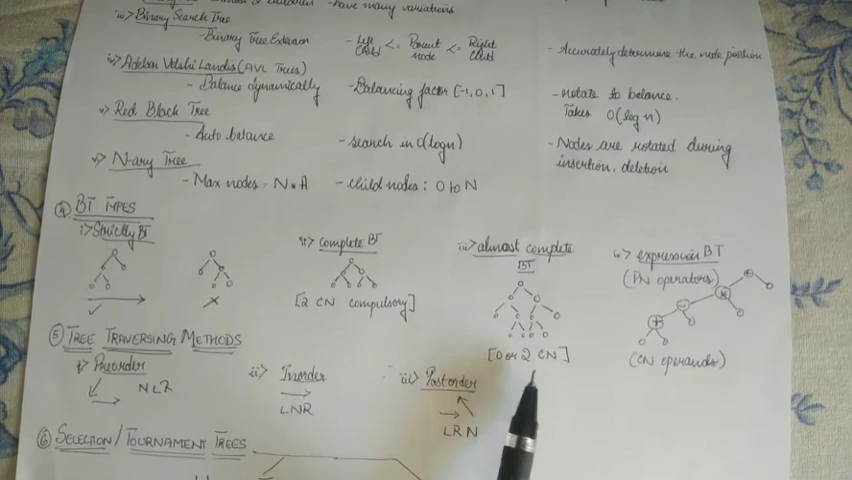 - have many variations
iii> Binary Search Tree
- Binary Tree Extension - Left Child <= Parent node <= Right Child - Accurately determine the node position
iv> Adelson Velski Landis (AVL Trees)
- Balance dynamically - Balancing factor [-1, 0, 1] - rotate to balance.
Takes O(log n)
v> Red Black Tree
- Auto balance - search in O(logn) - Nodes are rotated during insertion, deletion
v> N-ary Tree
- Max nodes = N*A - child nodes : 0 to N
④ BT TYPES
i> Strictly BT
ii> complete BT
[2 CN compulsory]
iii> almost complete BT
[0 or 2 CN]
iv> expression BT
(PN operators)
+ - *
(CN operands)
⑤ TREE TRAVERSING METHODS
i> Preorder
NLR
ii> Inorder
LNR
iii> Postorder
LRN
⑥ SELECTION/TOURNAMENT TREES